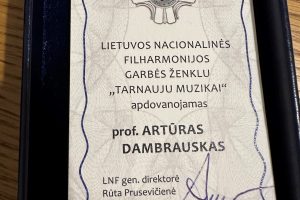 LIETUVOS NACIONALINĖS
FILHARMONIJOS
GARBĖS ŽENKLU
„TARNAUJU MUZIKAI“
apdovanojamas
prof. ARTŪRAS
DAMBRAUSKAS
LNF gen. direktorė
Rūta Prusevičienė